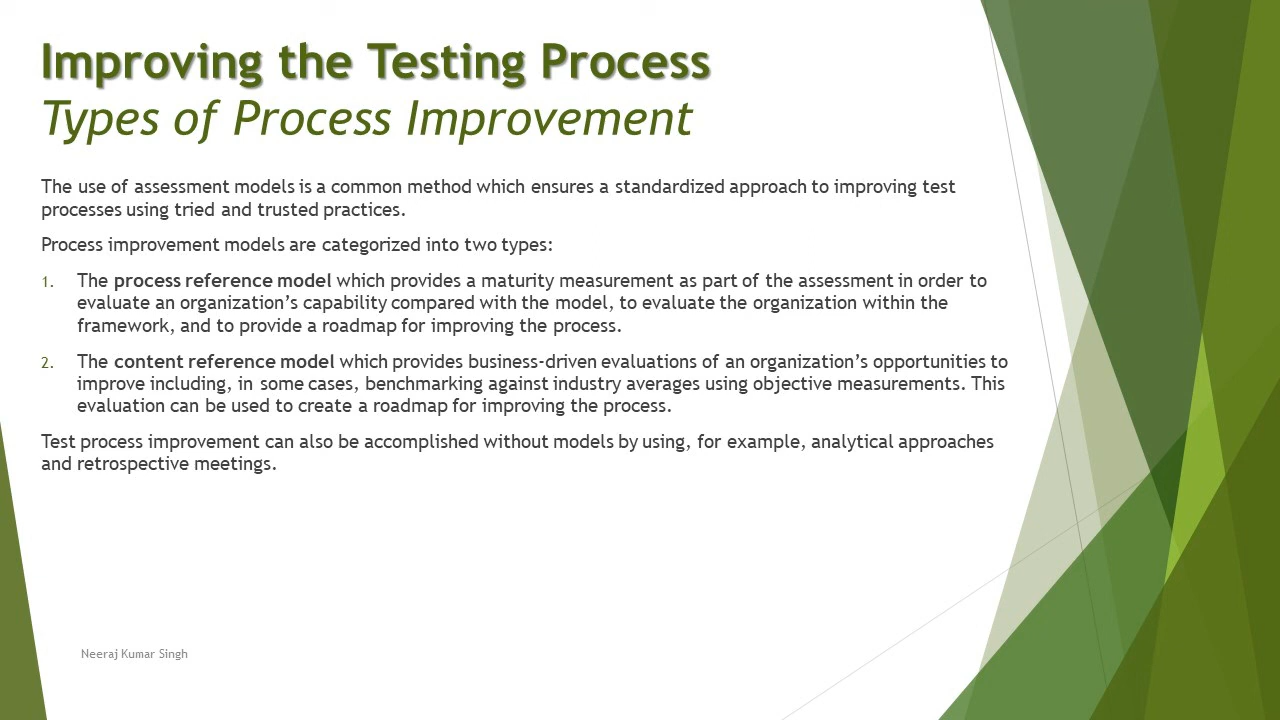 Improving the Testing Process
Types of Process Improvement
The use of assessment models is a common method which ensures a standardized approach to improving test
processes using tried and trusted practices.
Process improvement models are categorized into two types:
1. The process reference model which provides a maturity measurement as part of the assessment in order to
evaluate an organization’s capability compared with the model, to evaluate the organization within the
framework, and to provide a roadmap for improving the process.
2. The content reference model which provides business-driven evaluations of an organization’s opportunities to
improve including, in some cases, benchmarking against industry averages using objective measurements. This
evaluation can be used to create a roadmap for improving the process.
Test process improvement can also be accomplished without models by using, for example, analytical approaches
and retrospective meetings.
Neeraj Kumar Singh